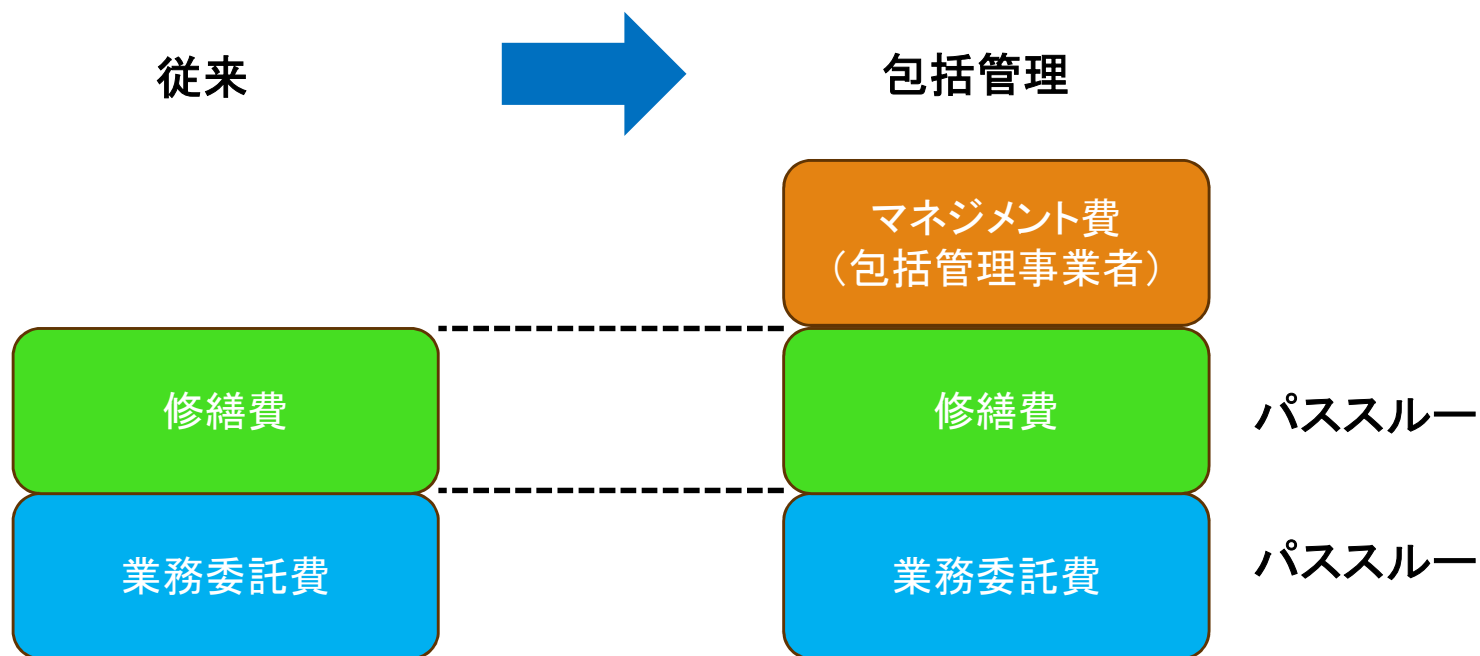 従来
包括管理
マネジメント費
（包括管理事業者）
修繕費
修繕費
パススルー
業務委託費
業務委託費
パススルー